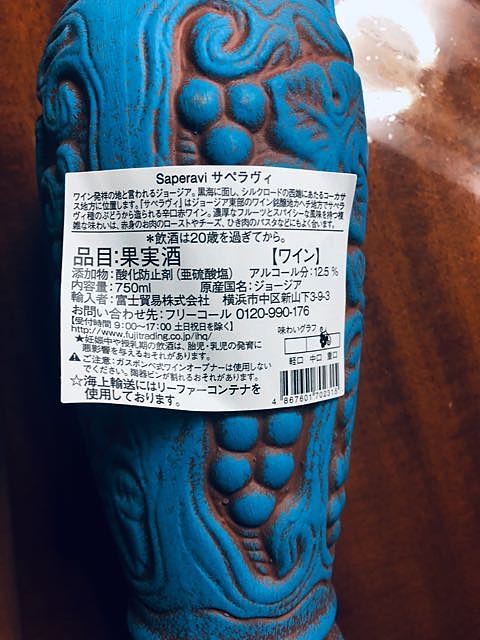 Saperavi サペラヴィ
ワイン発祥の地と言われるジョージア。黒海に面し、シルクロードの西端にあたるコーカサ
ス地方に位置します。『サペラヴィ』はジョージア東部のワイン銘醸地カヘチ地方でサペラ
ヴィ種のぶどうから造られる辛口赤ワイン。濃厚なフルーツとスパイシーな風味を持つ複
雑な味わいは、赤身のお肉のローストやチーズ、ひき肉のパスタなどにもよく合います。
*飲酒は20歳を過ぎてから。
品目:果実酒 【ワイン】
添加物:酸化防止剤(亜硫酸塩) アルコール分:12.5%
内容量:750ml 原産国名:ジョージア
輸入者:富士貿易株式会社 横浜市中区新山下3-9-3
お問い合わせ先:フリーコール 0120-990-176
【受付時間 9:00~17:00 土日祝日を除く】
http://www.fujitrading.co.jp/ihq/
味わいグラフ
★妊娠中や授乳期の飲酒は、胎児・乳児の発育に
悪影響を与えるおそれがあります。
軽口 中口 重口
ご注意:ガスボンベ式ワインオープナーは使用しない
でください。陶器ビンが割れるおそれがあります。
☆海上輸送にはリーファーコンテナを
使用しております。
4 867601 702315